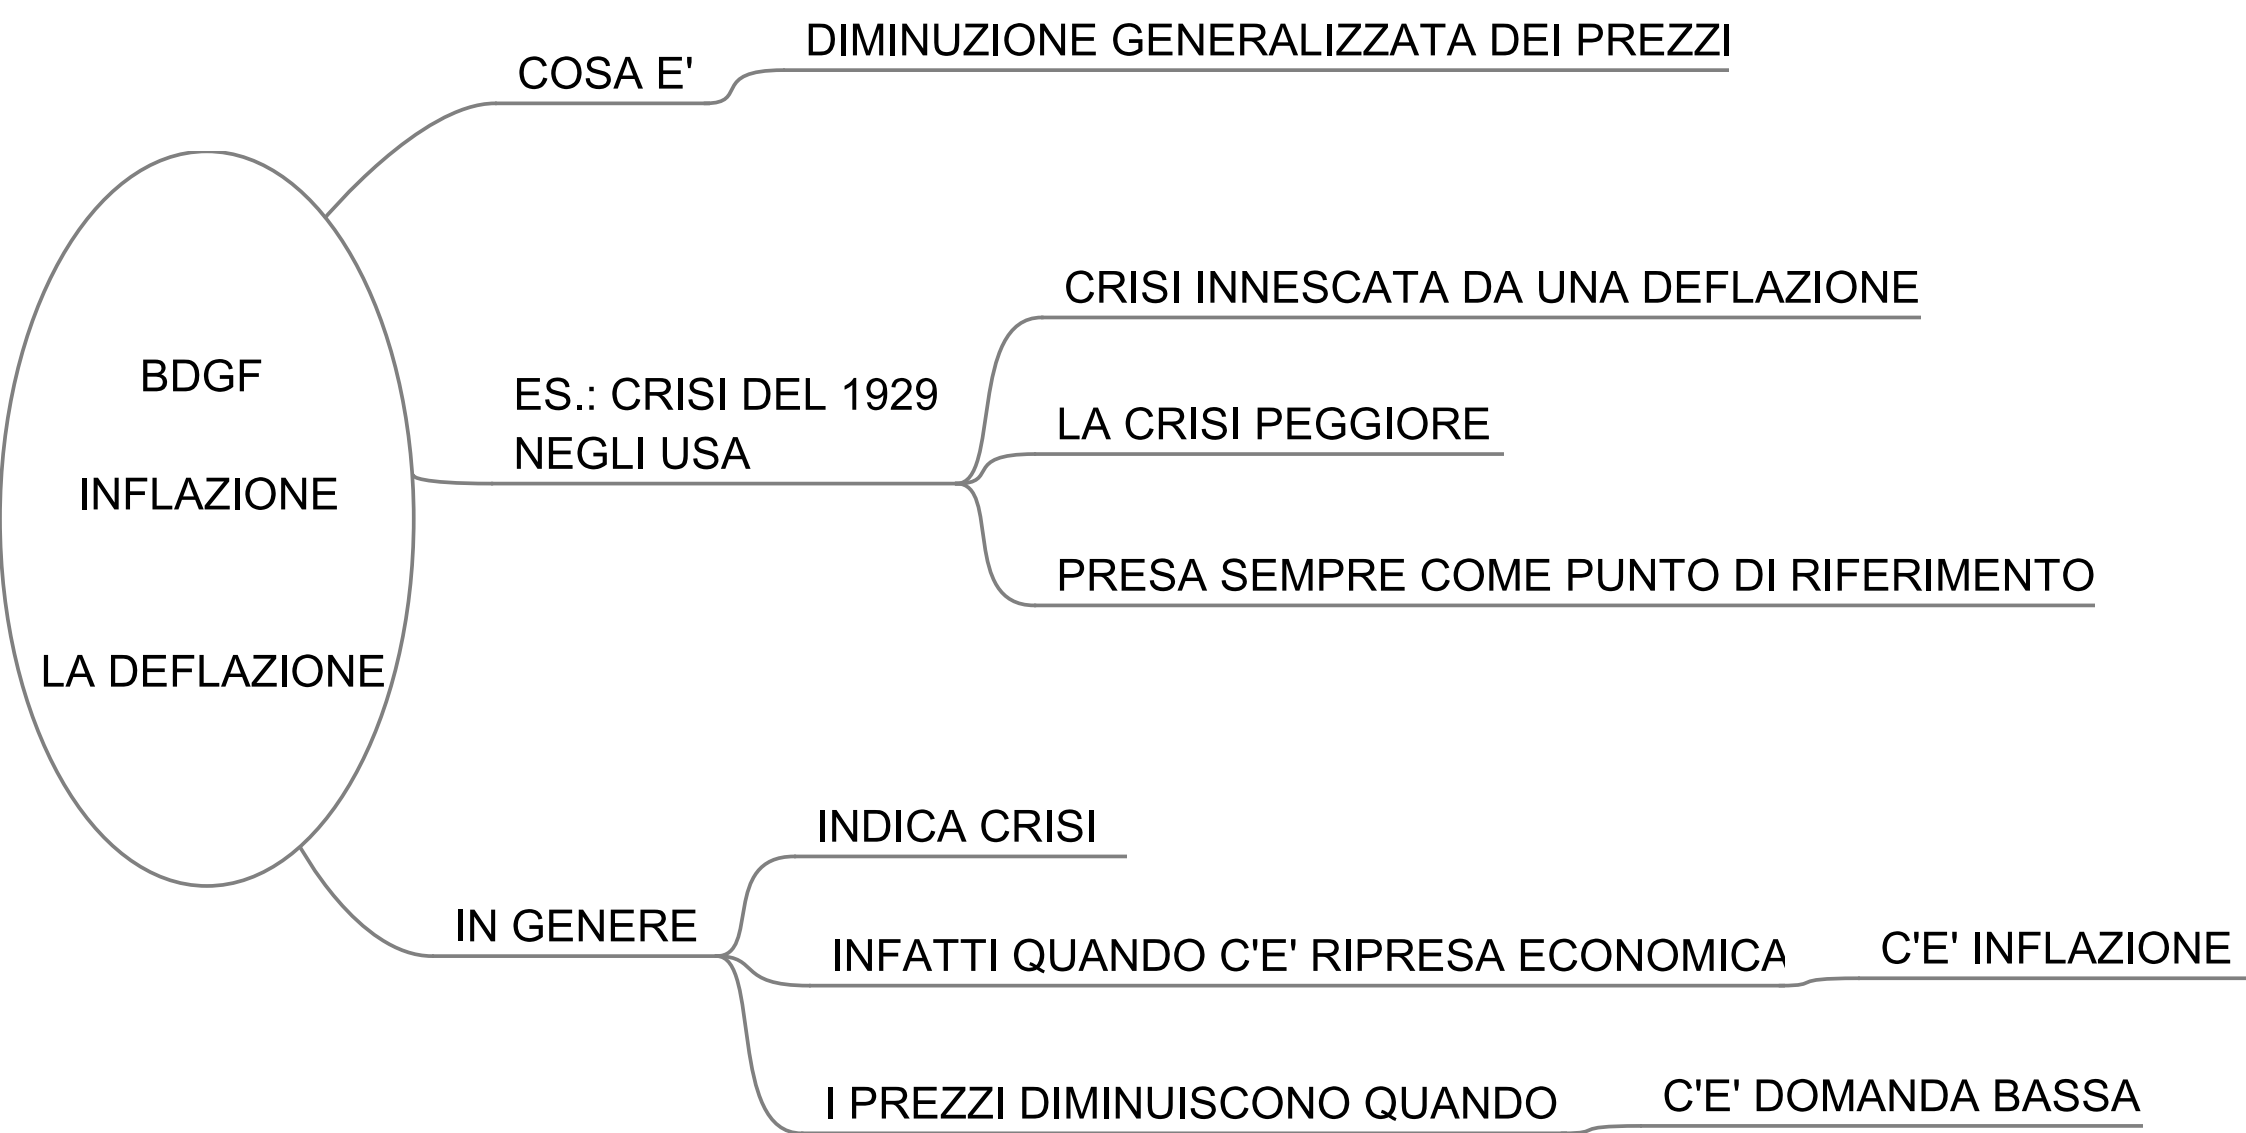 BDGF
INFLAZIONE
LA DEFLAZIONE
COSA E'
DIMINUZIONE GENERALIZZATA DEI PREZZI
ES.: CRISI DEL 1929
NEGLI USA
CRISI INNESCATA DA UNA DEFLAZIONE
LA CRISI PEGGIORE
PRESA SEMPRE COME PUNTO DI RIFERIMENTO
IN GENERE
INDICA CRISI
INFATTI QUANDO C'E' RIPRESA ECONOMICA
C'E' INFLAZIONE
I PREZZI DIMINUISCONO QUANDO
C'E' DOMANDA BASSA